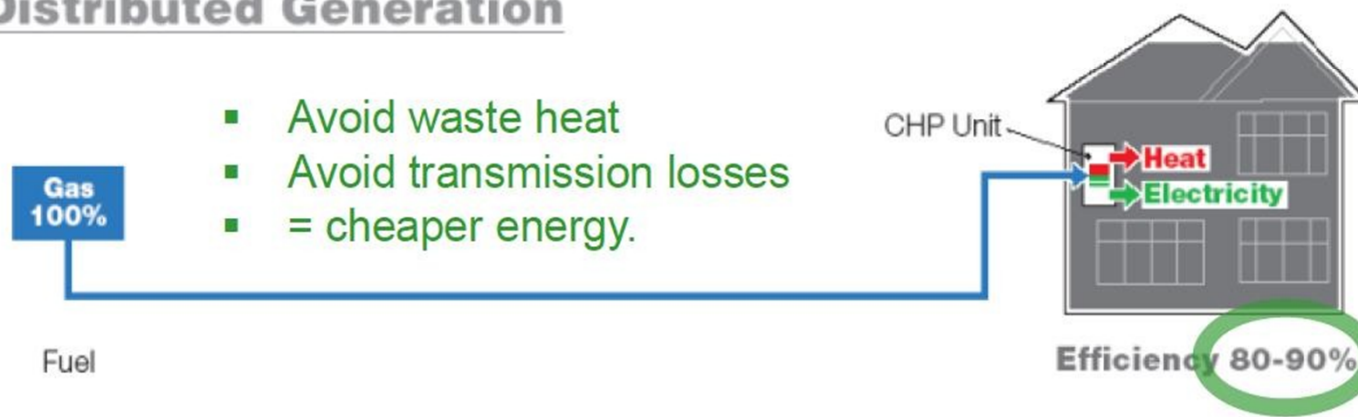 Distributed Generation
▪ Avoid waste heat
▪ Avoid transmission losses
▪ = cheaper energy.
CHP Unit
Heat
Electricity
Gas
100%
Fuel
Efficiency 80-90%